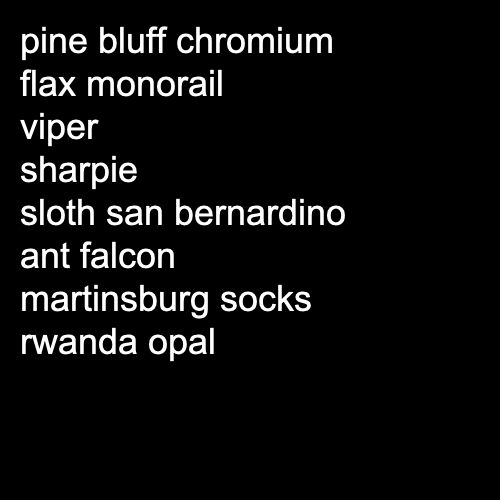 pine bluff chromium
flax monorail
viper
sharpie
sloth san bernardino
ant falcon
martinsburg socks
rwanda opal